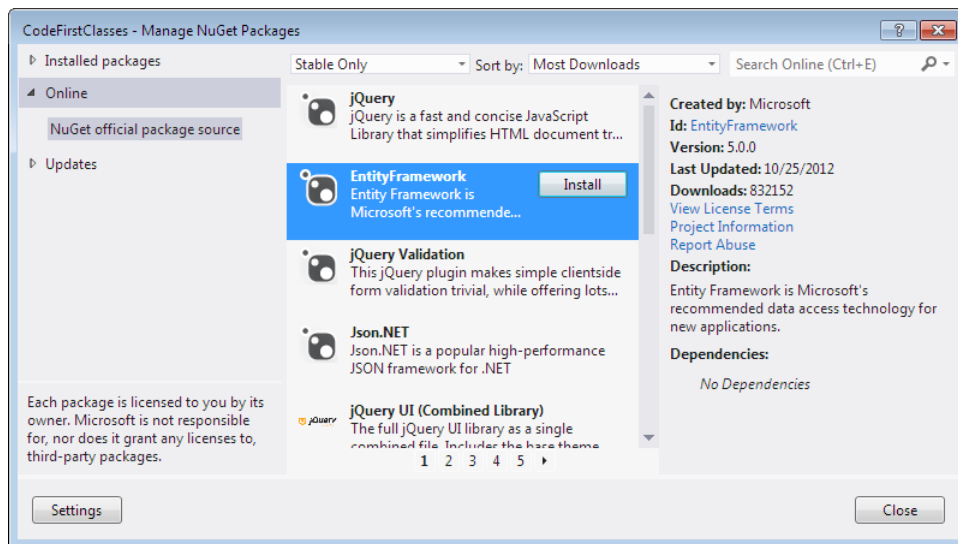 CodeFirstClasses - Manage NuGet Packages
Installed packages
Online
NuGet official package source
Updates
Each package is licensed to you by its
owner. Microsoft is not responsible
for, nor does it grant any licenses to,
third-party packages.
Settings
Stable Only
Sort by: Most Downloads
jQuery
jQuery is a fast and concise JavaScript
Library that simplifies HTML document tr...
EntityFramework
Entity Framework is
Microsoft's recommende...
Install
jQuery Validation
This jQuery plugin makes simple clientside
form validation trivial, while offering lots...
Json.NET
Json.NET is a popular high-performance
JSON framework for .NET
jQuery
jQuery UI (Combined Library)
The full jQuery UI library as a single
combined file. Includes the base theme.
1 2 3 4 5
Search Online (Ctrl+E)
Created by: Microsoft
Id: EntityFramework
Version: 5.0.0
Last Updated: 10/25/2012
Downloads: 832152
View License Terms
Project Information
Report Abuse
Description:
Entity Framework is Microsoft's
recommended data access technology for
new applications.
Dependencies:
No Dependencies
Close